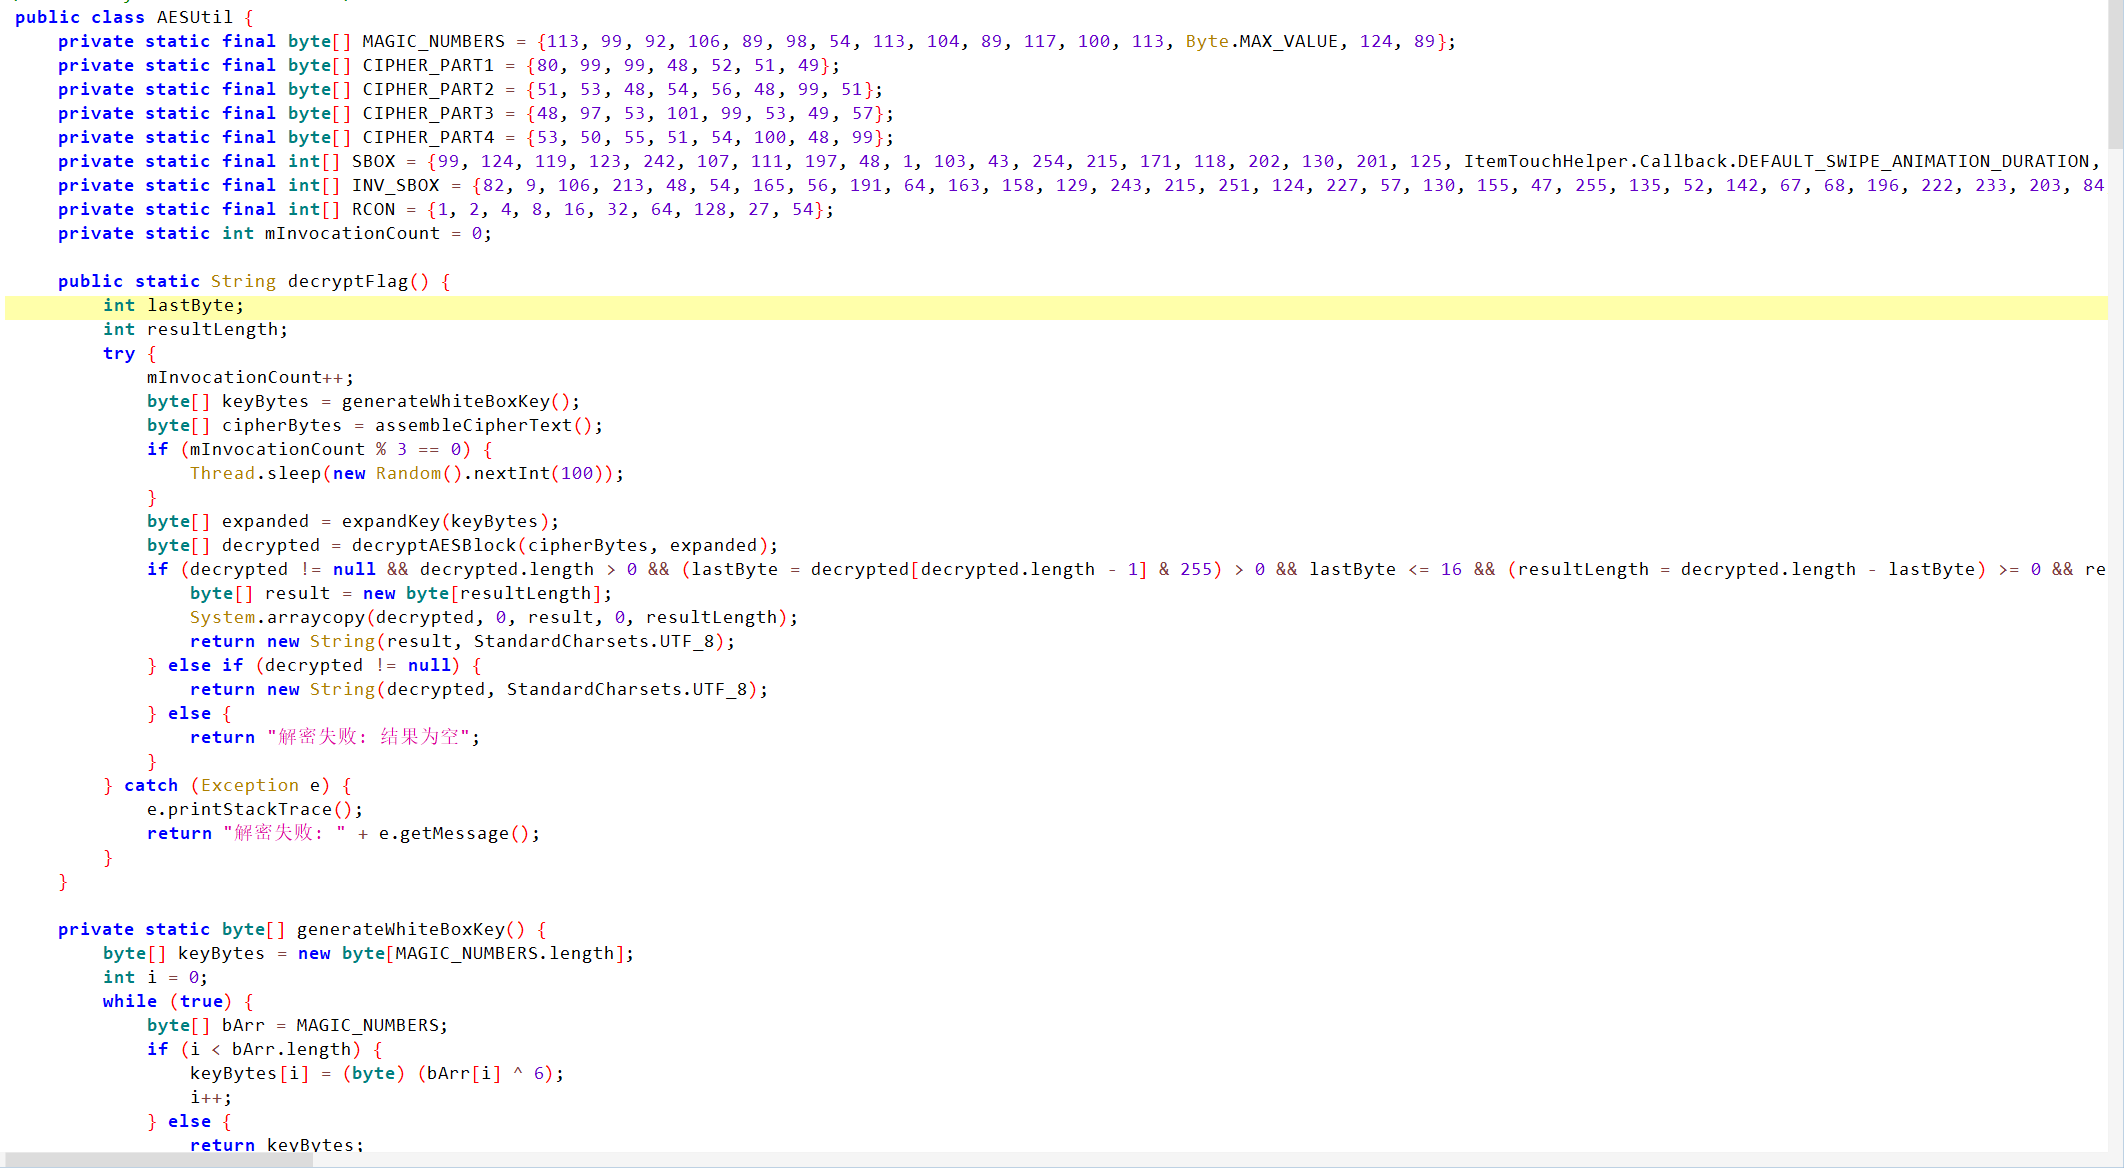 public class AESUtil {
    private static final byte[] MAGIC_NUMBERS = {113, 99, 92, 106, 89, 98, 54, 113, 104, 89, 117, 100, 113, Byte.MAX_VALUE, 124, 89};
    private static final byte[] CIPHER_PART1 = {80, 99, 99, 48, 52, 51, 49};
    private static final byte[] CIPHER_PART2 = {51, 53, 48, 54, 56, 48, 99, 51};
    private static final byte[] CIPHER_PART3 = {48, 97, 53, 101, 99, 53, 49, 57};
    private static final byte[] CIPHER_PART4 = {53, 50, 55, 51, 54, 100, 48, 99};
    private static final int[] SBOX = {99, 124, 119, 123, 242, 107, 111, 197, 48, 1, 103, 43, 254, 215, 171, 118, 202, 130, 201, 125, ItemTouchHelper.Callback.DEFAULT_SWIPE_ANIMATION_DURATION,
    private static final int[] INV_SBOX = {82, 9, 106, 213, 48, 54, 165, 56, 191, 64, 163, 158, 129, 243, 215, 251, 124, 227, 57, 130, 155, 47, 255, 135, 52, 142, 67, 68, 196, 222, 233, 203, 84
    private static final int[] RCON = {1, 2, 4, 8, 16, 32, 64, 128, 27, 54};
    private static int mInvocationCount = 0;

    public static String decryptFlag() {
        int lastByte;
        int resultLength;
        try {
            mInvocationCount++;
            byte[] keyBytes = generateWhiteBoxKey();
            byte[] cipherBytes = assembleCipherText();
            if (mInvocationCount % 3 == 0) {
                Thread.sleep(new Random().nextInt(100));
            }
            byte[] expanded = expandKey(keyBytes);
            byte[] decrypted = decryptAESBlock(cipherBytes, expanded);
            if (decrypted != null && decrypted.length > 0 && (lastByte = decrypted[decrypted.length - 1] & 255) > 0 && lastByte <= 16 && (resultLength = decrypted.length - lastByte) >= 0 && re
                byte[] result = new byte[resultLength];
                System.arraycopy(decrypted, 0, result, 0, resultLength);
                return new String(result, StandardCharsets.UTF_8);
            } else if (decrypted != null) {
                return new String(decrypted, StandardCharsets.UTF_8);
            } else {
                return "解密失败: 结果为空";
            }
        } catch (Exception e) {
            e.printStackTrace();
            return "解密失败: " + e.getMessage();
        }
    }

    private static byte[] generateWhiteBoxKey() {
        byte[] keyBytes = new byte[MAGIC_NUMBERS.length];
        int i = 0;
        while (true) {
            byte[] bArr = MAGIC_NUMBERS;
            if (i < bArr.length) {
                keyBytes[i] = (byte) (bArr[i] ^ 6);
                i++;
            } else {
                return keyBytes;